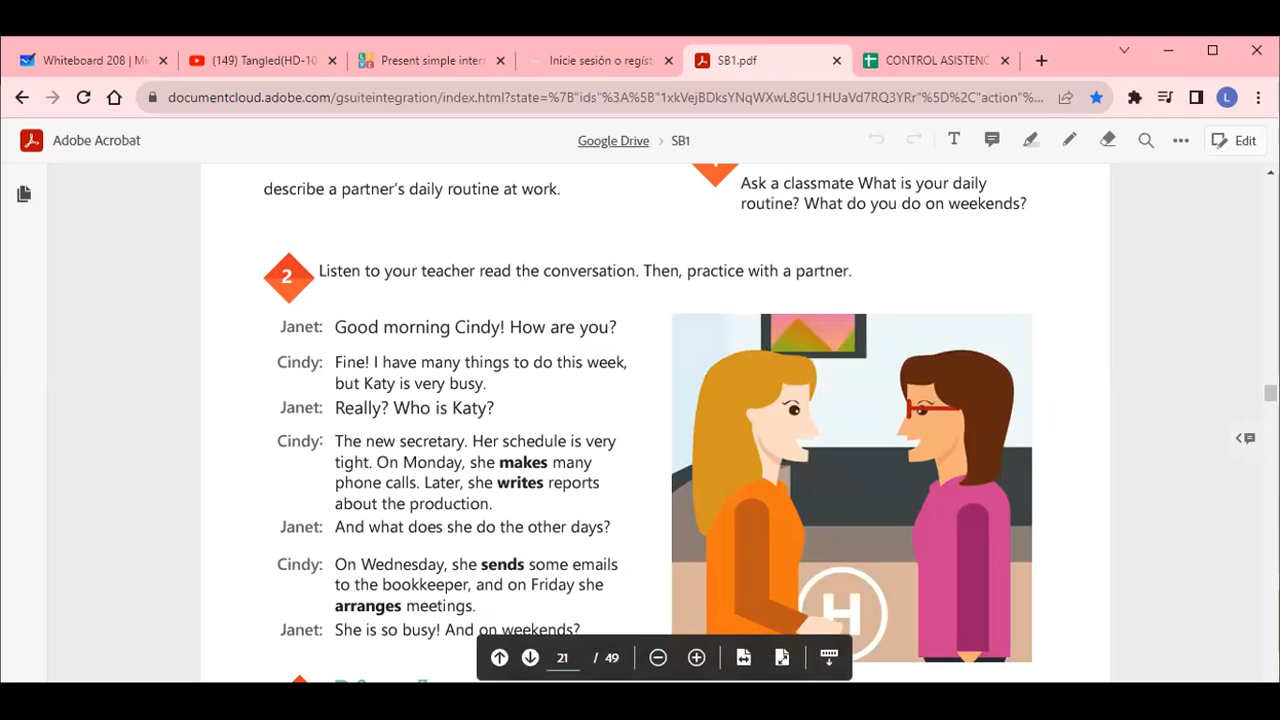 Whiteboard 208 | Mi
(149) Tangled(HD-10
Present simple interr
Inicie sesión o regíst
SB1.pdf
CONTROL ASISTENC
documentcloud.adobe.com/gsuiteintegration/index.html?state=%7B"ids"%3A%5B"1xkVejBDksYNqWXwL8GU1HUaVd7RQ3YRr"%5D%2C"action"%...
L
Adobe Acrobat
Google Drive > SB1
T
Edit
describe a partner's daily routine at work.
Ask a classmate What is your daily
routine? What do you do on weekends?
2 Listen to your teacher read the conversation. Then, practice with a partner.
Janet: Good morning Cindy! How are you?
Cindy: Fine! I have many things to do this week,
but Katy is very busy.
Janet: Really? Who is Katy?
Cindy: The new secretary. Her schedule is very
tight. On Monday, she makes many
phone calls. Later, she writes reports
about the production.
Janet: And what does she do the other days?
Cindy: On Wednesday, she sends some emails
to the bookkeeper, and on Friday she
arranges meetings.
Janet: She is so busy! And on weekends?
H
21 / 49